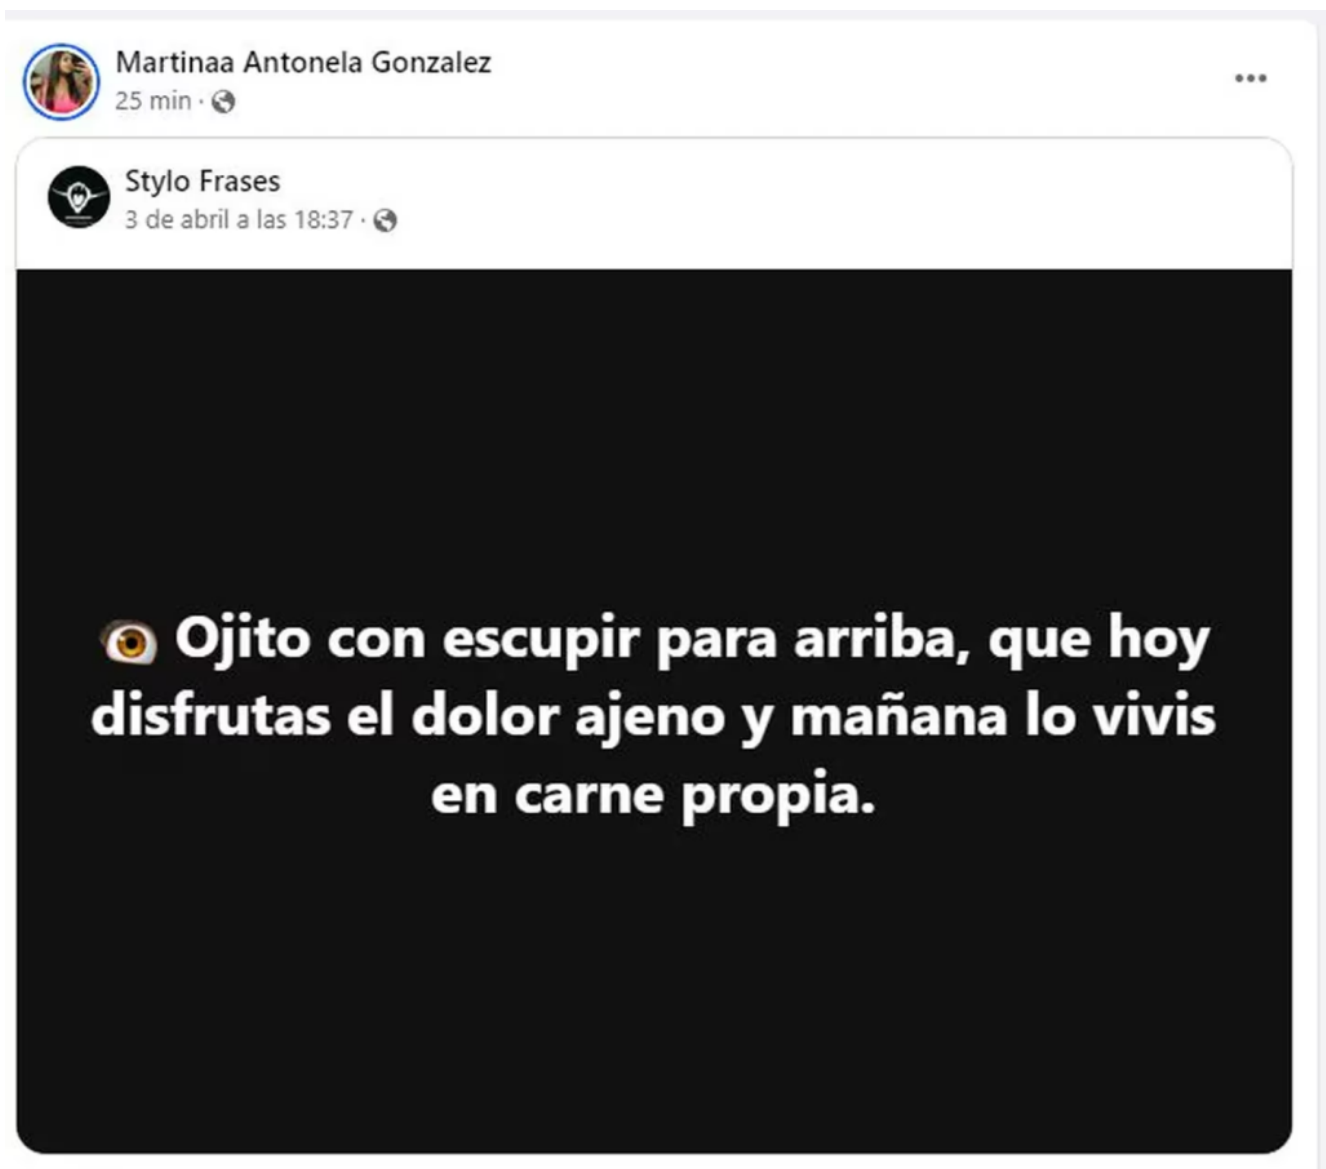 Martinaa Antonela Gonzalez
25 min ·
Stylo Frases
3 de abril a las 18:37 ·
👁️ Ojito con escupir para arriba, que hoy
disfrutas el dolor ajeno y mañana lo vivis
en carne propia.